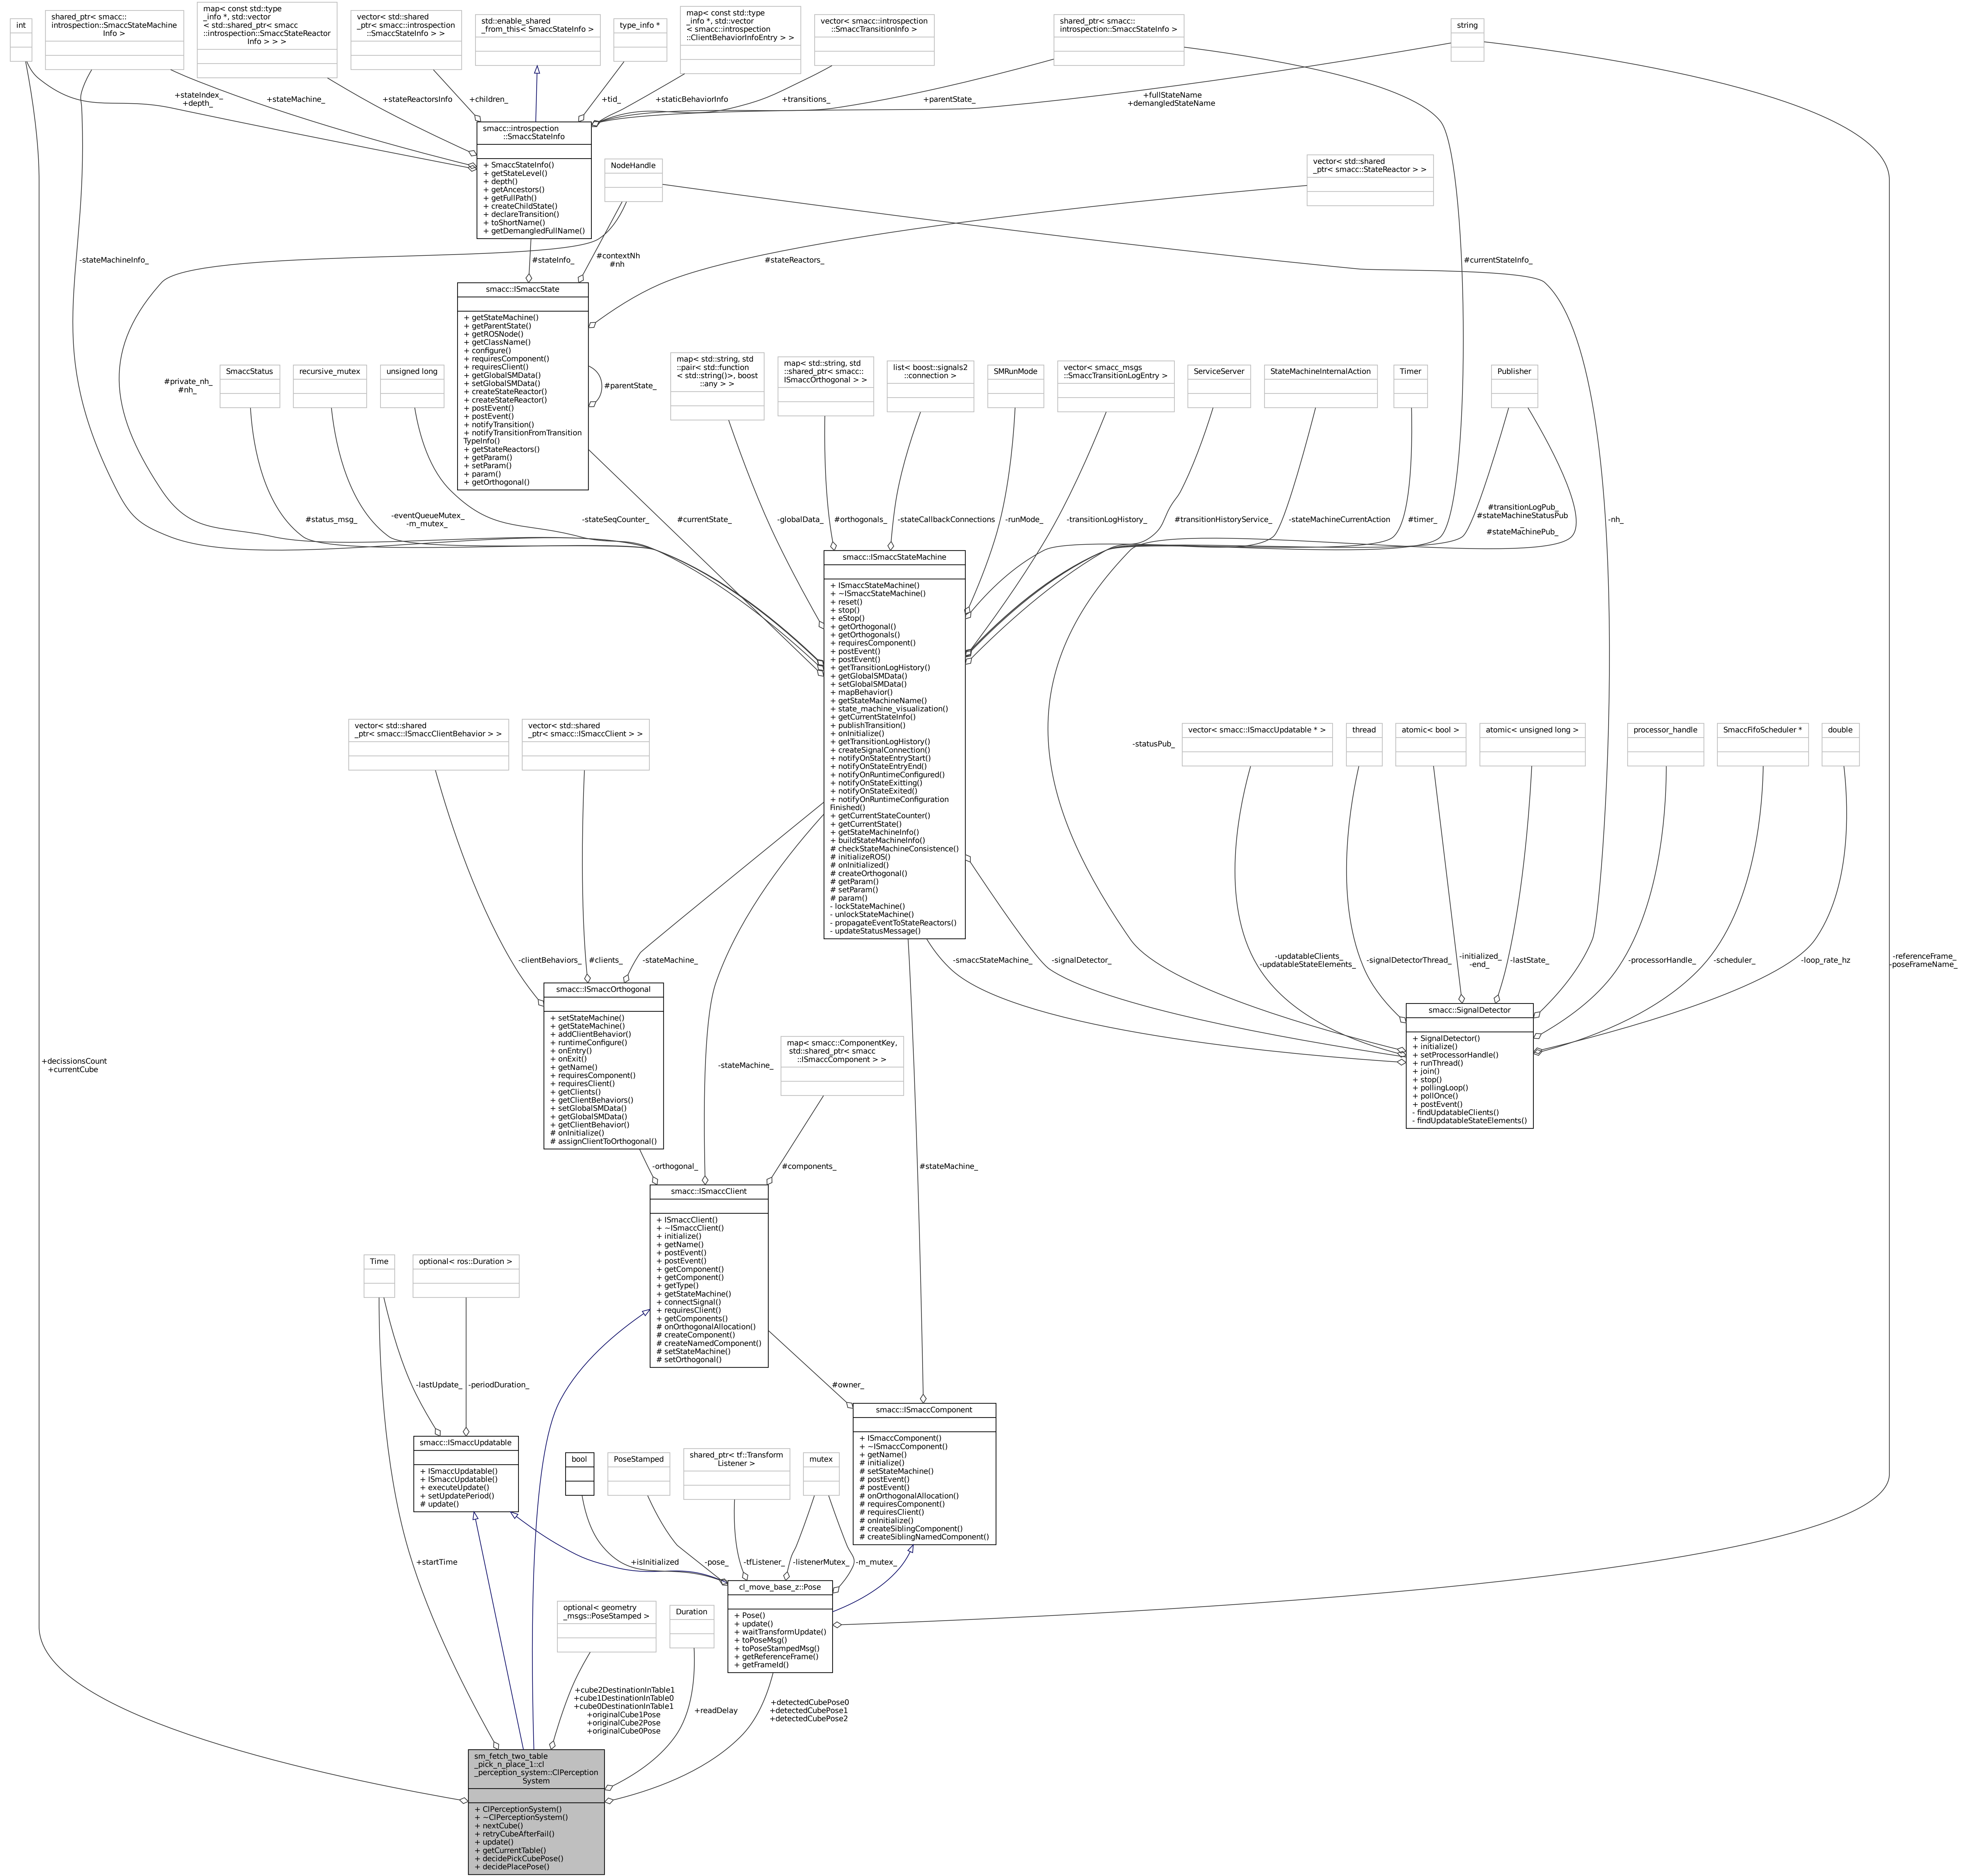 int
shared_ptr< smacc::
introspection::SmaccStateMachine
Info >
map< const std::type
_info *, std::vector
< std::shared_ptr< smacc
::introspection::SmaccStateReactor
Info > > >
vector< std::shared
_ptr< smacc::introspection
::SmaccStateInfo > >
std::enable_shared
_from_this< SmaccStateInfo >
type_info *
map< const std::type
_info *, std::vector
< smacc::introspection
::ClientBehaviorInfoEntry > >
vector< smacc::introspection
::SmaccTransitionInfo >
shared_ptr< smacc::
introspection::SmaccStateInfo >
string
+stateIndex_
+depth_
+stateMachine_
+stateReactorsInfo
+children_
+tid_
+staticBehaviorInfo
+transitions_
+parentState_
+fullStateName
+demangledStateName
smacc::introspection
::SmaccStateInfo
+ SmaccStateInfo()
+ getStateLevel()
+ depth()
+ getAncestors()
+ getFullPath()
+ createChildState()
+ declareTransition()
+ toShortName()
+ getDemangledFullName()
NodeHandle
vector< std::shared
_ptr< smacc::StateReactor > >
-stateMachineInfo_
#stateInfo_
#contextNh
#nh
#stateReactors_
#currentStateInfo_
smacc::ISmaccState
+ getStateMachine()
+ getParentState()
+ getROSNode()
+ getClassName()
+ configure()
+ requiresComponent()
+ requiresClient()
+ getGlobalSMData()
+ setGlobalSMData()
+ createStateReactor()
+ createStateReactor()
+ postEvent()
+ postEvent()
+ notifyTransition()
+ notifyTransitionFromTransition
TypeInfo()
+ getStateReactors()
+ getParam()
+ setParam()
+ param()
+ getOrthogonal()
#parentState_
#private_nh_
#nh_
SmaccStatus
recursive_mutex
unsigned long
map< std::string, std
::pair< std::function
< std::string()>, boost
::any > >
map< std::string, std
::shared_ptr< smacc::
ISmaccOrthogonal > >
list< boost::signals2
::connection >
SMRunMode
vector< smacc_msgs
::SmaccTransitionLogEntry >
ServiceServer
StateMachineInternalAction
Timer
Publisher
#status_msg_
-eventQueueMutex_
-m_mutex_
-stateSeqCounter_
#currentState_
-globalData_
#orthogonals_
-stateCallbackConnections
-runMode_
-transitionLogHistory_
#transitionHistoryService_
-stateMachineCurrentAction
#timer_
#transitionLogPub_
#stateMachineStatusPub
_
#stateMachinePub_
-nh_
smacc::ISmaccStateMachine
+ ISmaccStateMachine()
+ ~ISmaccStateMachine()
+ reset()
+ stop()
+ eStop()
+ getOrthogonal()
+ getOrthogonals()
+ requiresComponent()
+ postEvent()
+ postEvent()
+ getTransitionLogHistory()
+ getGlobalSMData()
+ setGlobalSMData()
+ mapBehavior()
+ getStateMachineName()
+ state_machine_visualization()
+ getCurrentStateInfo()
+ publishTransition()
+ onInitialize()
+ getTransitionLogHistory()
+ createSignalConnection()
+ notifyOnStateEntryStart()
+ notifyOnStateEntryEnd()
+ notifyOnRuntimeConfigured()
+ notifyOnStateExitting()
+ notifyOnStateExited()
+ notifyOnRuntimeConfiguration
Finished()
+ getCurrentStateCounter()
+ getCurrentState()
+ getStateMachineInfo()
+ buildStateMachineInfo()
# checkStateMachineConsistence()
# initializeROS()
# onInitialized()
# createOrthogonal()
# getParam()
# setParam()
# param()
- lockStateMachine()
- unlockStateMachine()
- propagateEventToStateReactors()
- updateStatusMessage()
vector< std::shared
_ptr< smacc::ISmaccClientBehavior > >
vector< std::shared
_ptr< smacc::ISmaccClient > >
-statusPub_
vector< smacc::ISmaccUpdatable * >
thread
atomic< bool >
atomic< unsigned long >
processor_handle
SmaccFifoScheduler *
double
-clientBehaviors_
#clients_
-stateMachine_
-smaccStateMachine_
-signalDetector_
-updatableClients_
-updatableStateElements_
-signalDetectorThread_
-initialized_
-end_
-lastState_
-processorHandle_
-scheduler_
-loop_rate_hz
-referenceFrame_
-poseFrameName_
smacc::ISmaccOrthogonal
+ setStateMachine()
+ getStateMachine()
+ addClientBehavior()
+ runtimeConfigure()
+ onEntry()
+ onExit()
+ getName()
+ requiresComponent()
+ requiresClient()
+ getClients()
+ getClientBehaviors()
+ setGlobalSMData()
+ getGlobalSMData()
+ getClientBehavior()
# onInitialize()
# assignClientToOrthogonal()
smacc::SignalDetector
+ SignalDetector()
+ initialize()
+ setProcessorHandle()
+ runThread()
+ join()
+ stop()
+ pollingLoop()
+ pollOnce()
+ postEvent()
- findUpdatableClients()
- findUpdatableStateElements()
+decissionsCount
+currentCube
-stateMachine_
map< smacc::ComponentKey,
std::shared_ptr< smacc
::ISmaccComponent > >
-orthogonal_
#components_
#stateMachine_
smacc::ISmaccClient
+ ISmaccClient()
+ ~ISmaccClient()
+ initialize()
+ getName()
+ postEvent()
+ postEvent()
+ getComponent()
+ getComponent()
+ getType()
+ getStateMachine()
+ connectSignal()
+ requiresClient()
+ getComponents()
# onOrthogonalAllocation()
# createComponent()
# createNamedComponent()
# setStateMachine()
# setOrthogonal()
Time
optional< ros::Duration >
-lastUpdate_
-periodDuration_
#owner_
smacc::ISmaccComponent
+ ISmaccComponent()
+ ~ISmaccComponent()
+ getName()
# initialize()
# setStateMachine()
# postEvent()
# postEvent()
# onOrthogonalAllocation()
# requiresComponent()
# requiresClient()
# onInitialize()
# createSiblingComponent()
# createSiblingNamedComponent()
smacc::ISmaccUpdatable
+ ISmaccUpdatable()
+ ISmaccUpdatable()
+ executeUpdate()
+ setUpdatePeriod()
# update()
bool
PoseStamped
shared_ptr< tf::Transform
Listener >
mutex
+startTime
+isInitialized
-pose_
-tfListener_
-listenerMutex_
-m_mutex_
cl_move_base_z::Pose
+ Pose()
+ update()
+ waitTransformUpdate()
+ toPoseMsg()
+ toPoseStampedMsg()
+ getReferenceFrame()
+ getFrameId()
optional< geometry
_msgs::PoseStamped >
Duration
+cube2DestinationInTable1
+cube1DestinationInTable0
+cube0DestinationInTable1
+originalCube1Pose
+originalCube2Pose
+originalCube0Pose
+readDelay
+detectedCubePose0
+detectedCubePose1
+detectedCubePose2
sm_fetch_two_table
_pick_n_place_1::cl
_perception_system::ClPerception
System
+ ClPerceptionSystem()
+ ~ClPerceptionSystem()
+ nextCube()
+ retryCubeAfterFail()
+ update()
+ getCurrentTable()
+ decidePickCubePose()
+ decidePlacePose()